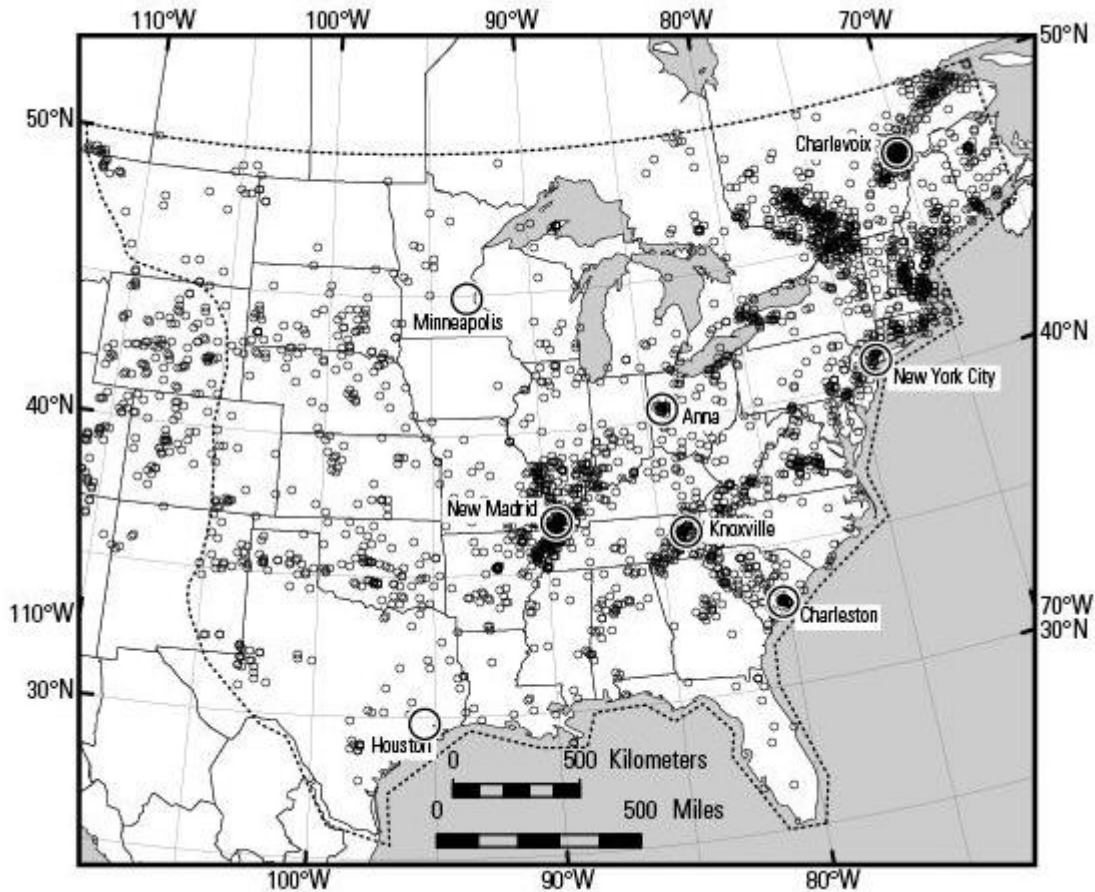 110°W 100°W 90°W 80°W 70°W
50°N
50°N
Charlevoix
Minneapolis
40°N
New York City
40°N
Anna
New Madrid
Knoxville
110°W
Charleston
70°W
30°N
30°N
Houston
0 500 Kilometers
0 500 Miles
100°W 90°W 80°W